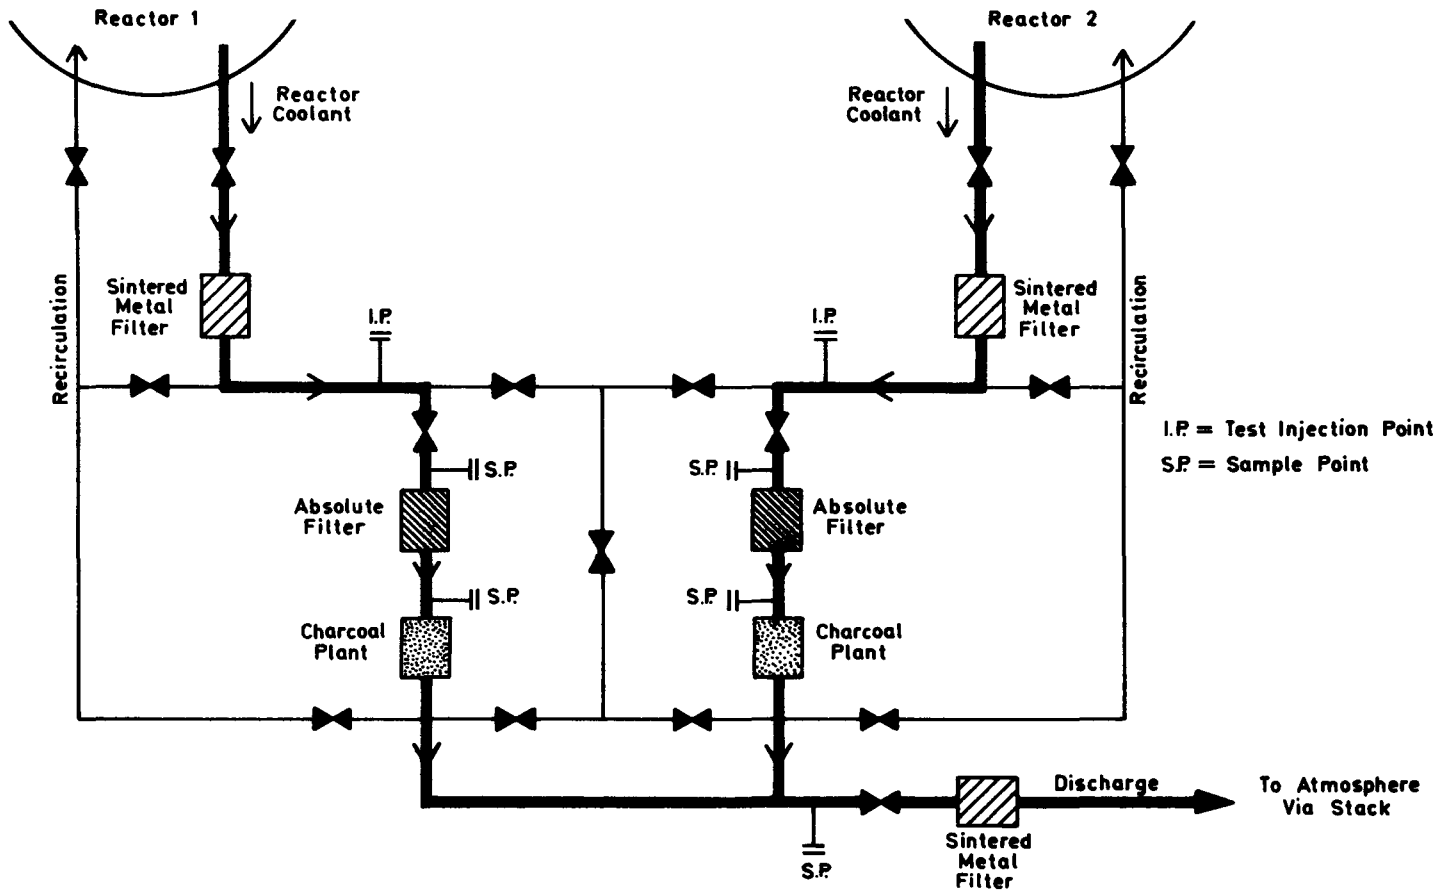 Reactor 1
Reactor 2
Reactor
Coolant
Reactor
Coolant
Sintered
Metal
Filter
Sintered
Metal
Filter
Recirculation
Recirculation
I.P.
I.P.
I.P. = Test Injection Point
S.P. = Sample Point
S.P.
S.P.
Absolute
Filter
Absolute
Filter
S.P.
S.P.
Charcoal
Plant
Charcoal
Plant
Discharge
To Atmosphere
Via Stack
Sintered
Metal
Filter
S.P.